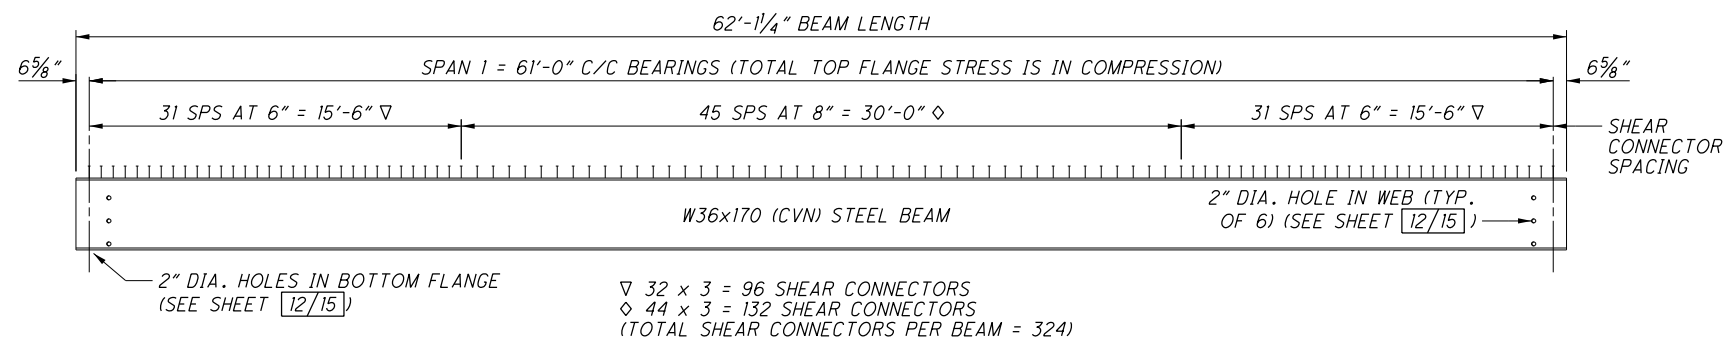 62'-1¼" BEAM LENGTH
6⅝"
SPAN 1 = 61'-0" C/C BEARINGS (TOTAL TOP FLANGE STRESS IS IN COMPRESSION)
6⅝"
31 SPS AT 6" = 15'-6" ▽
45 SPS AT 8" = 30'-0" ◇
31 SPS AT 6" = 15'-6" ▽
SHEAR
CONNECTOR
SPACING
2" DIA. HOLE IN WEB (TYP.
OF 6) (SEE SHEET 12/15)
W36x170 (CVN) STEEL BEAM
2" DIA. HOLES IN BOTTOM FLANGE
(SEE SHEET 12/15)
▽ 32 x 3 = 96 SHEAR CONNECTORS
◇ 44 x 3 = 132 SHEAR CONNECTORS
(TOTAL SHEAR CONNECTORS PER BEAM = 324)